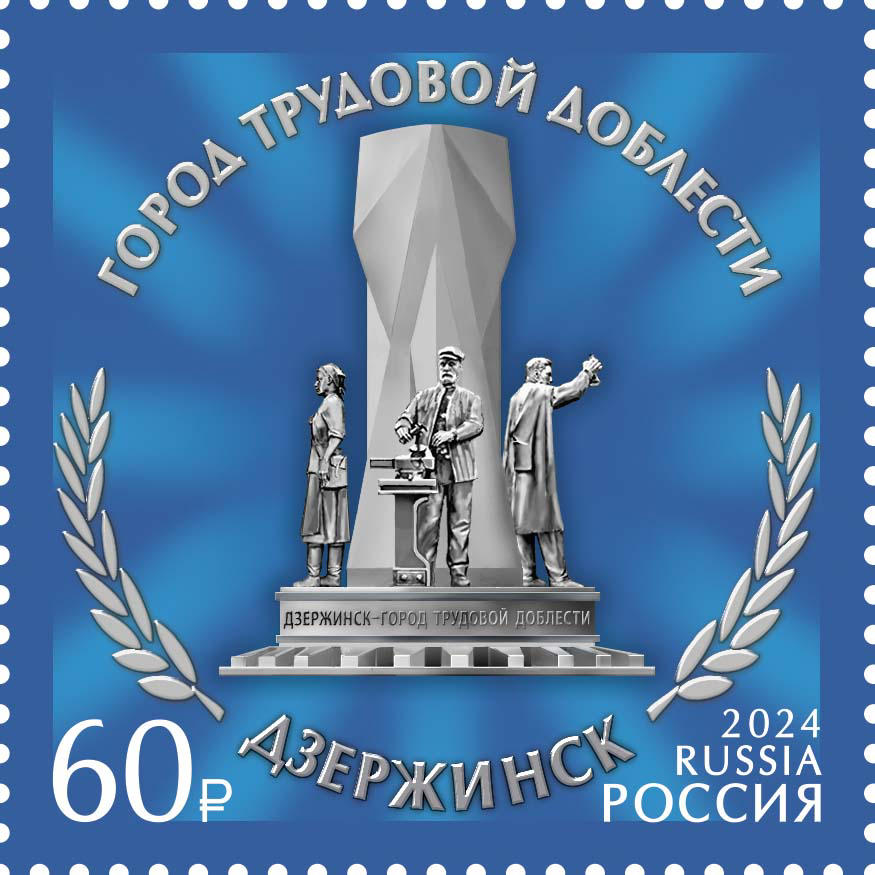 ГОРОД ТРУДОВОЙ ДОБЛЕСТИ
ДЗЕРЖИНСК-ГОРОД ТРУДОВОЙ ДОБЛЕСТИ
ДЗЕРЖИНСК
60₽
2024
RUSSIA
РОССИЯ